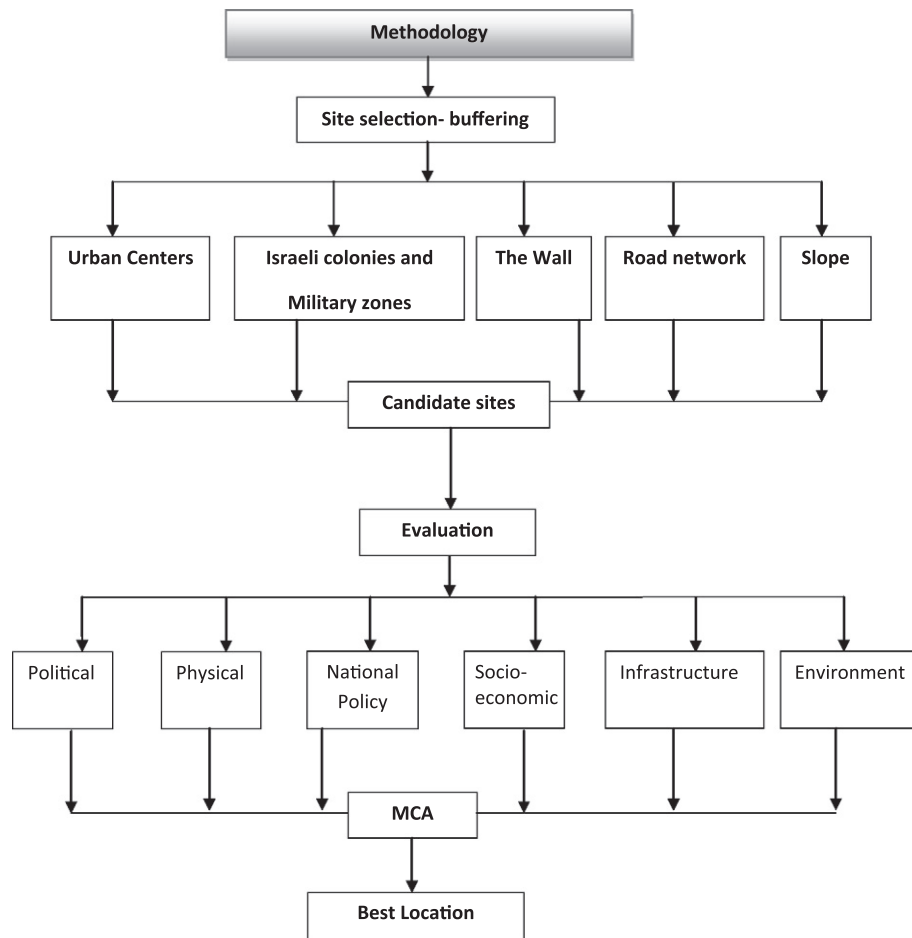 Methodology
Site selection- buffering
Urban Centers
Israeli colonies and
Military zones
The Wall
Road network
Slope
Candidate sites
Evaluation
Political
Physical
National
Policy
Socio-
economic
Infrastructure
Environment
MCA
Best Location